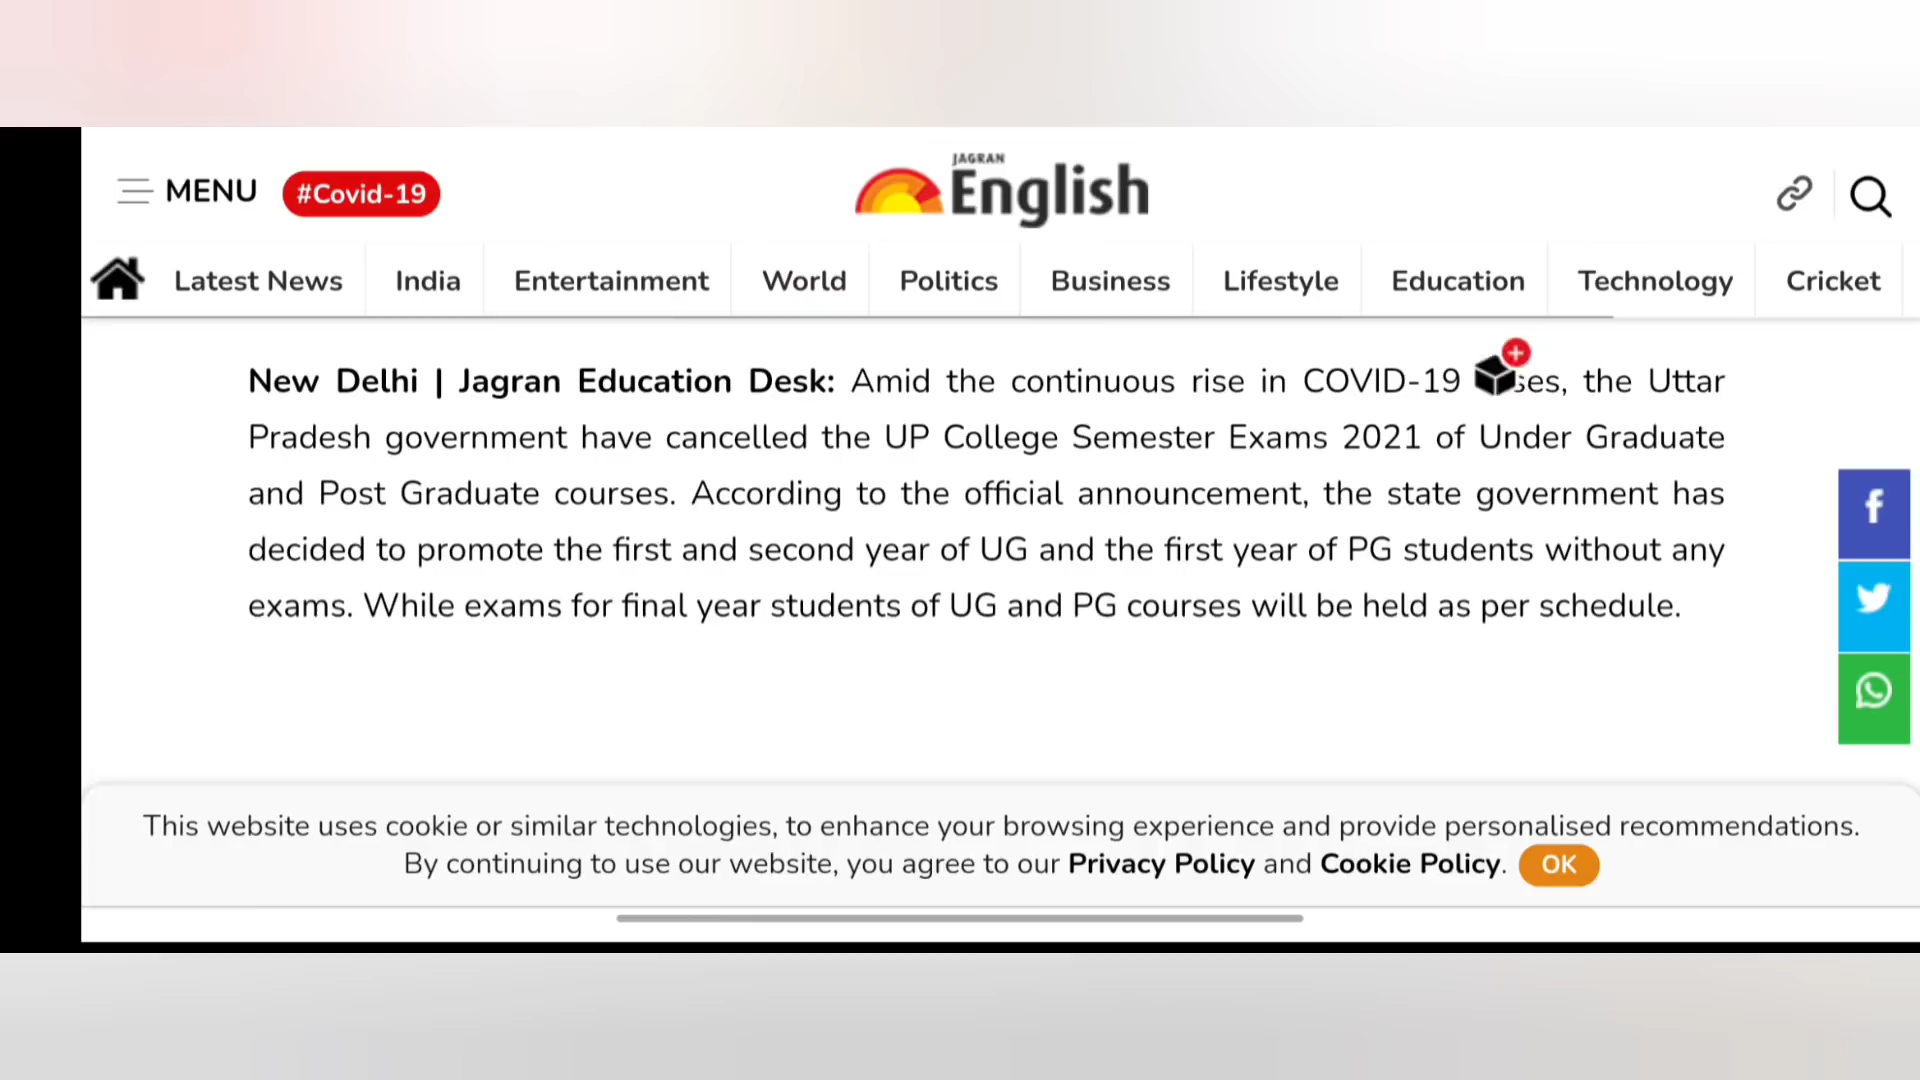 MENU #Covid-19
JAGRAN
English
Latest News India Entertainment World Politics Business Lifestyle Education Technology Cricket
New Delhi | Jagran Education Desk: Amid the continuous rise in COVID-19 the Uttar
Pradesh government have cancelled the UP College Semester Exams 2021 of Under Graduate
and Post Graduate courses. According to the official announcement, the state government has
decided to promote the first and second year of UG and the first year of PG students without any
exams. While exams for final year students of UG and PG courses will be held as per schedule.
This website uses cookie or similar technologies, to enhance your browsing experience and provide personalised recommendations.
By continuing to use our website, you agree to our Privacy Policy and Cookie Policy. OK